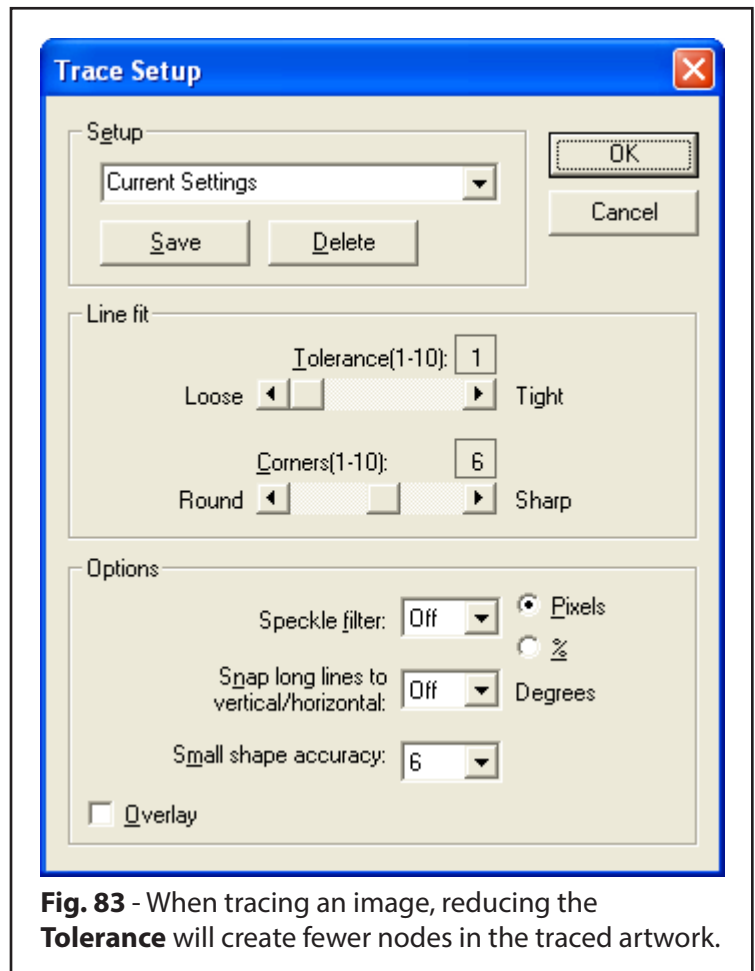 Trace Setup
Setup
Current Settings
Save Delete
OK
Cancel
Line fit
Tolerance(1-10): 1
Loose Tight
Corners(1-10): 6
Round Sharp
Options
Speckle filter: Off Pixels
%
Snap long lines to
vertical/horizontal: Off Degrees
Small shape accuracy: 6
Overlay
Fig. 83 - When tracing an image, reducing the
Tolerance will create fewer nodes in the traced artwork.